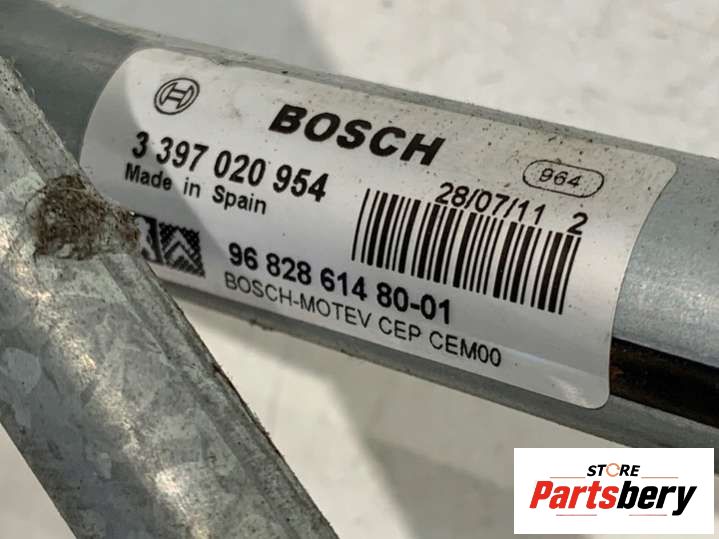 BOSCH
3 397 020 954
964
Made in Spain
28/07/11 2
96 828 614 80-01
BOSCH-MOTEV CEP CEM00
STORE
Partsbery